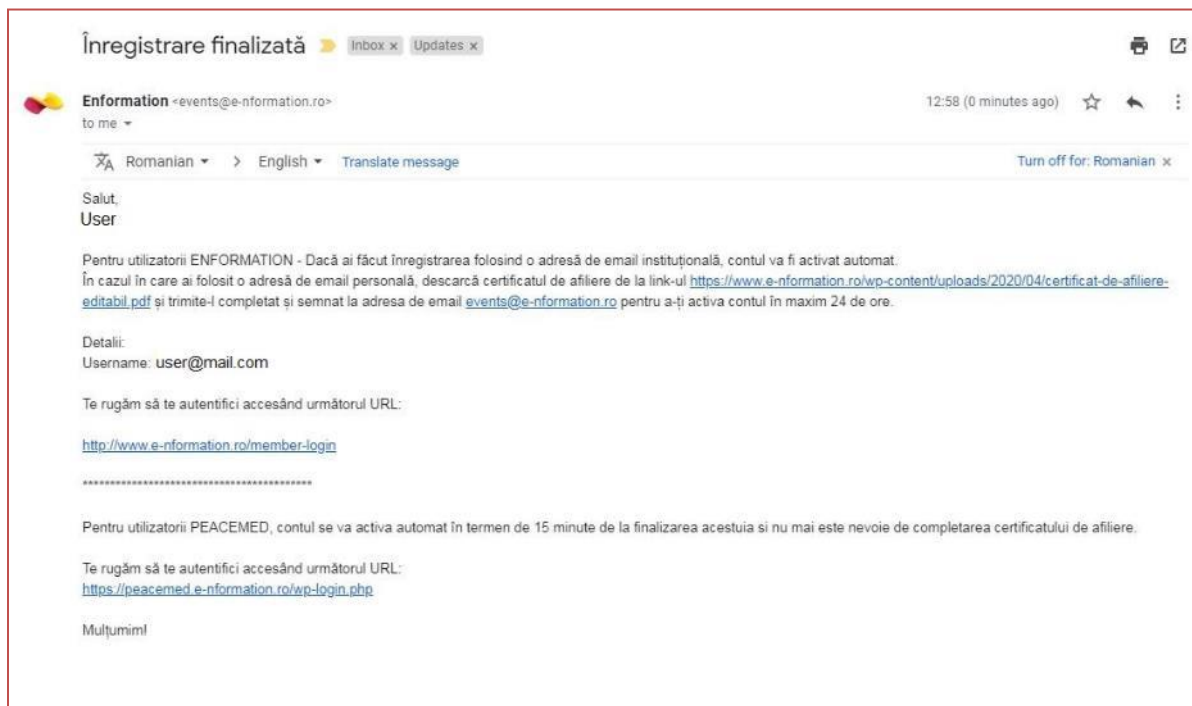 Înregistrare finalizată Inbox x Updates x
Enformation <events@e-nformation.ro> 12:58 (0 minutes ago)
to me
Romanian > English Translate message Turn off for: Romanian x
Salut,
User
Pentru utilizatorii ENFORMATION - Dacă ai făcut înregistrarea folosind o adresă de email instituțională, contul va fi activat automat.
În cazul în care ai folosit o adresă de email personală, descarcă certificatul de afiliere de la link-ul https://www.e-nformation.ro/wp-content/uploads/2020/04/certificat-de-afiliere-
editabil.pdf și trimite-l completat și semnat la adresa de email events@e-nformation.ro pentru a-ți activa contul în maxim 24 de ore.
Detalii:
Username: user@mail.com
Te rugăm să te autentifici accesând următorul URL:
http://www.e-nformation.ro/member-login
******************************************
Pentru utilizatorii PEACEMED, contul se va activa automat în termen de 15 minute de la finalizarea acestuia si nu mai este nevoie de completarea certificatului de afiliere.
Te rugăm să te autentifici accesând următorul URL:
https://peacemed.e-nformation.ro/wp-login.php
Mulțumim!